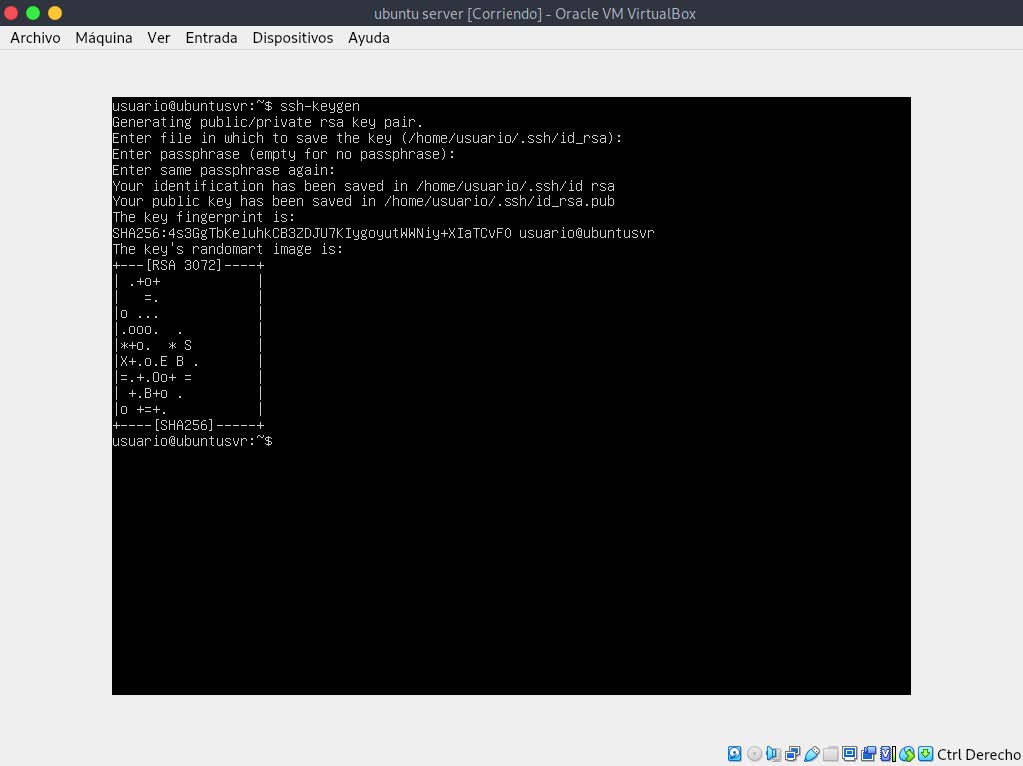 ubuntu server [Corriendo] - Oracle VM VirtualBox
Archivo Máquina Ver Entrada Dispositivos Ayuda
usuario@ubuntusvr:~$ ssh-keygen
Generating public/private rsa key pair.
Enter file in which to save the key (/home/usuario/.ssh/id_rsa):
Enter passphrase (empty for no passphrase):
Enter same passphrase again:
Your identification has been saved in /home/usuario/.ssh/id rsa
Your public key has been saved in /home/usuario/.ssh/id_rsa.pub
The key fingerprint is:
SHA256:4s3GgTbKeiuhkCB3ZDJU7KIygoyutWWNiy+XIaTCvF0 usuario@ubuntusvr
The key's randomart image is:
+---[RSA 3072]----+
| .+o+            |
|   =.            |
|o ...            |
|.ooo.  .         |
|*+o.  * S        |
|X+.o.E B .       |
|=.+.Oo+ =        |
| +.B+o .         |
|o +=+.           |
+----[SHA256]-----+
usuario@ubuntusvr:~$
Ctrl Derecho